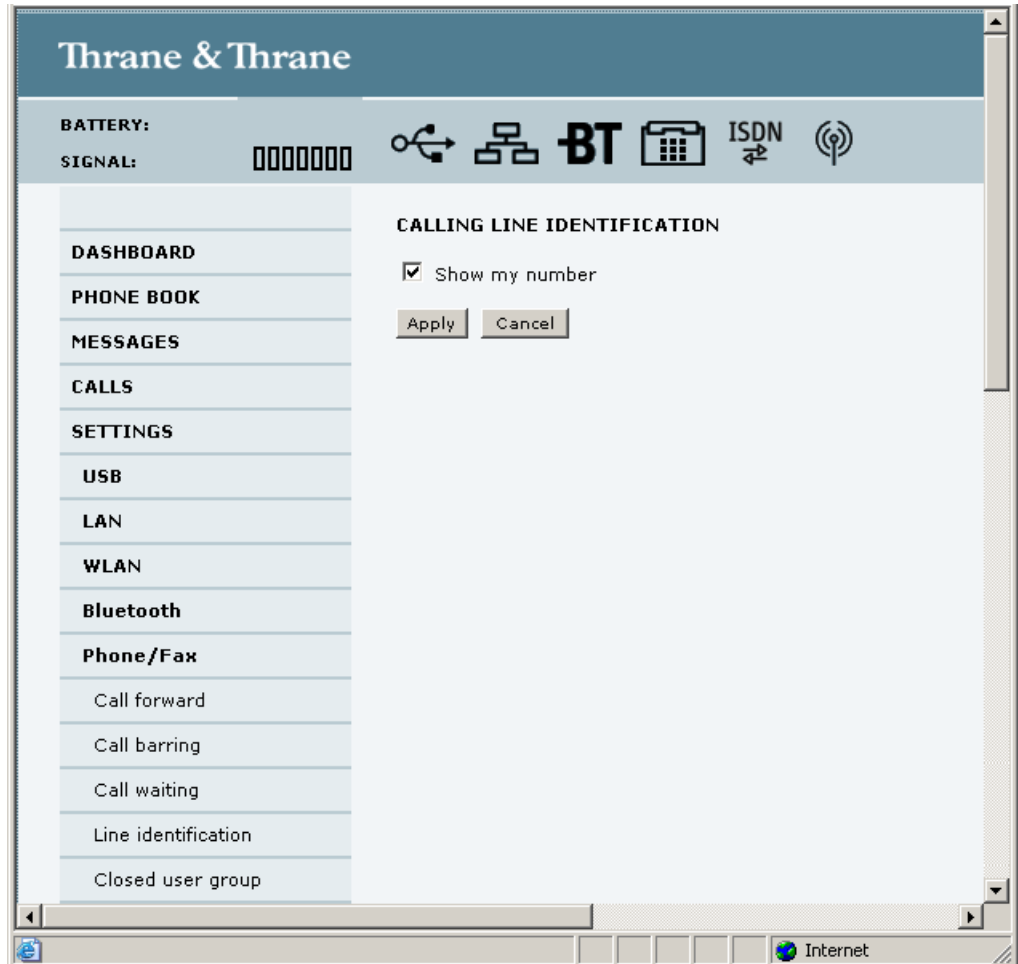 Thrane & Thrane
BATTERY:
SIGNAL:
BT
ISDN
DASHBOARD
PHONE BOOK
MESSAGES
CALLS
SETTINGS
USB
LAN
WLAN
Bluetooth
Phone/Fax
Call forward
Call barring
Call waiting
Line identification
Closed user group
CALLING LINE IDENTIFICATION
Show my number
Apply Cancel
Internet